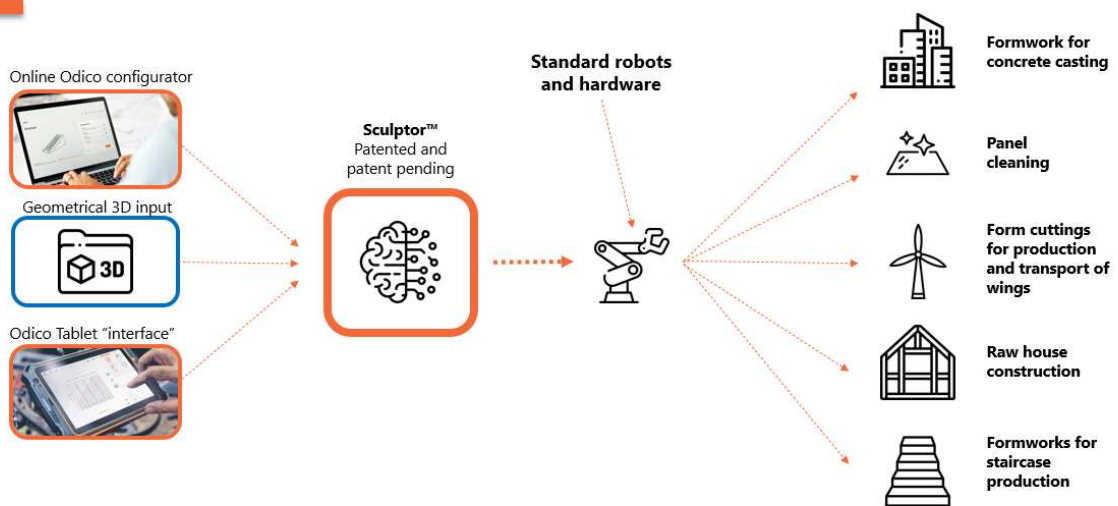 Online Odico configurator
Geometrical 3D input
3D
Odico Tablet “interface”
Sculptor™
Patented and
patent pending
Standard robots
and hardware
Formwork for
concrete casting
Panel
cleaning
Form cuttings
for production
and transport of
wings
Raw house
construction
Formworks for
staircase
production